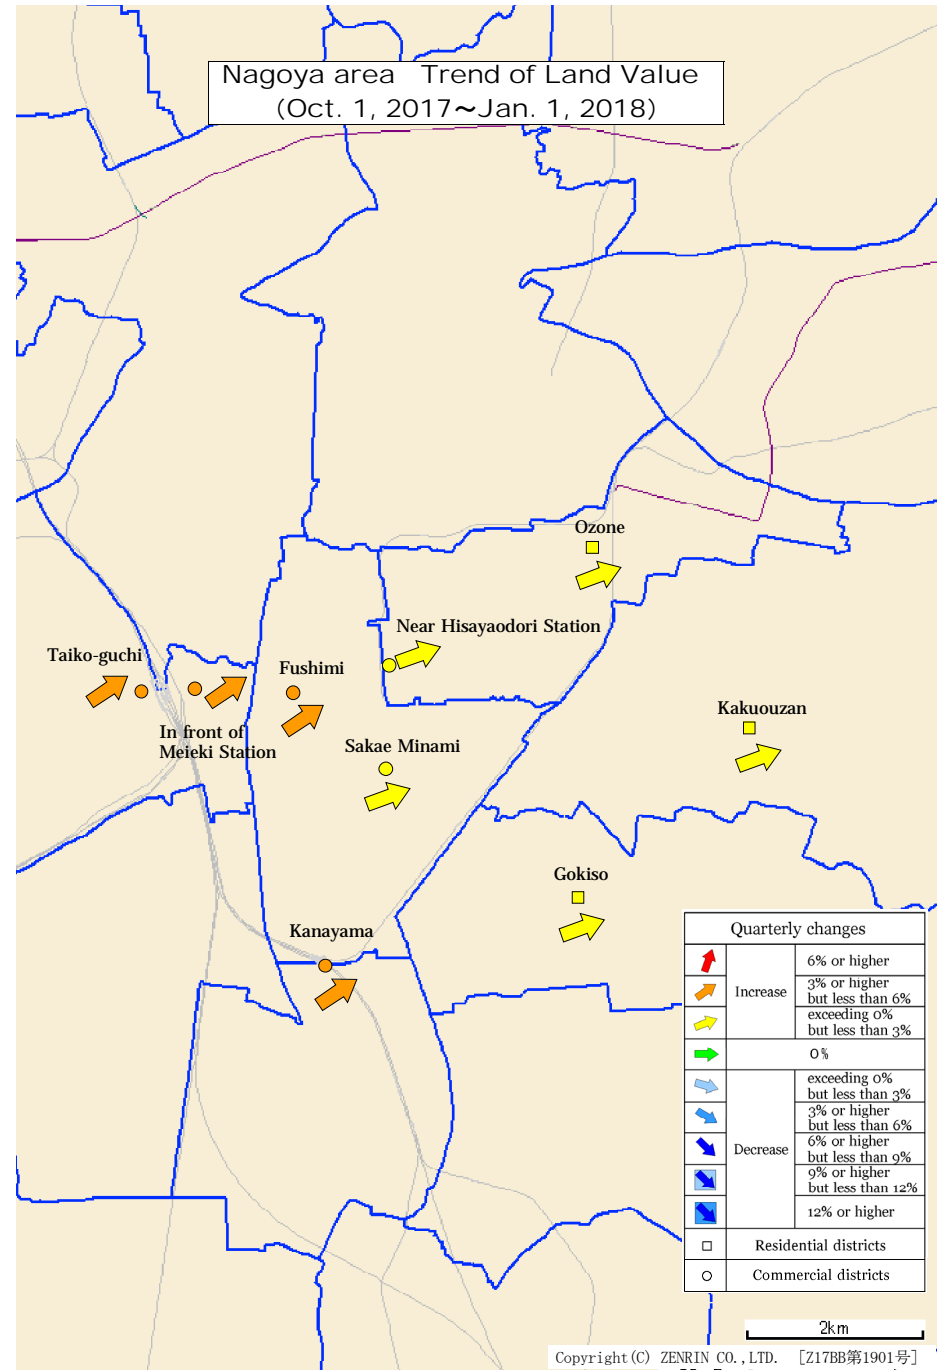 Nagoya area Trend of Land Value
(Oct. 1, 2017～Jan. 1, 2018)
Ozone
Near Hisayaodori Station
Taiko-guchi
Fushimi
Kakuouzan
In front of
Meieki Station
Sakae Minami
Gokiso
Kanayama
Quarterly changes
Increase
6% or higher
3% or higher
but less than 6%
exceeding 0%
but less than 3%
0%
Decrease
exceeding 0%
but less than 3%
3% or higher
but less than 6%
6% or higher
but less than 9%
9% or higher
but less than 12%
12% or higher
Residential districts
Commercial districts
2km
Copyright(C) ZENRIN CO.,LTD. [Z17BB第1901号]